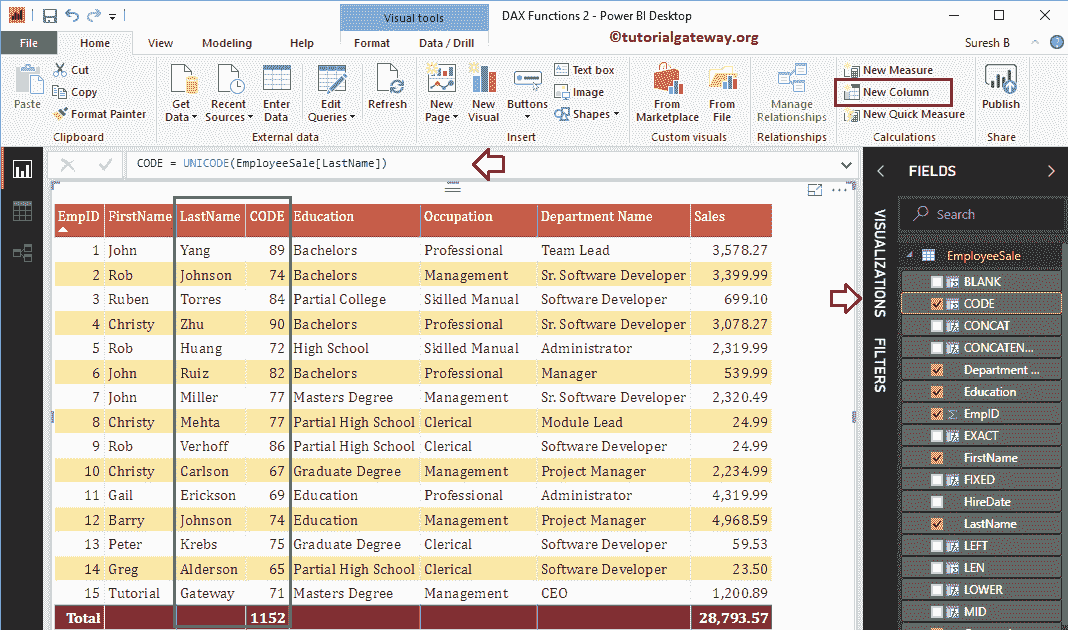 Visual tools
DAX Functions 2 - Power BI Desktop
©tutorialgateway.org
File Home View Modeling Help Format Data / Drill Suresh B
Paste
Cut
Copy
Format Painter
Clipboard
Get Data
Recent Sources
Enter Data
Edit Queries
External data
Refresh
New Page
New Visual
Buttons
Text box
Image
Shapes
Insert
From Marketplace
From File
Custom visuals
Manage Relationships
Relationships
New Measure
New Column
New Quick Measure
Calculations
Publish
Share
CODE = UNICODE(EmployeeSale[LastName])
EmpID FirstName LastName CODE Education Occupation Department Name Sales
1 John Yang 89 Bachelors Professional Team Lead 3,578.27
2 Rob Johnson 74 Bachelors Management Sr. Software Developer 3,399.99
3 Ruben Torres 84 Partial College Skilled Manual Software Developer 699.10
4 Christy Zhu 90 Bachelors Professional Sr. Software Developer 3,078.27
5 Rob Huang 72 High School Skilled Manual Administrator 2,319.99
6 John Ruiz 82 Bachelors Professional Manager 539.99
7 John Miller 77 Masters Degree Management Sr. Software Developer 2,320.49
8 Christy Mehta 77 Partial High School Clerical Module Lead 24.99
9 Rob Verhoff 86 Partial High School Clerical Software Developer 24.99
10 Christy Carlson 67 Graduate Degree Management Project Manager 2,234.99
11 Gail Erickson 69 Education Professional Administrator 4,319.99
12 Barry Johnson 74 Education Management Project Manager 4,968.59
13 Peter Krebs 75 Graduate Degree Clerical Software Developer 59.53
14 Greg Alderson 65 Partial High School Clerical Software Developer 23.50
15 Tutorial Gateway 71 Masters Degree Management CEO 1,200.89
Total 1152 28,793.57
VISUALIZATIONS
FILTERS
FIELDS
Search
EmployeeSale
BLANK
CODE
CONCAT
CONCATEN...
Department ...
Education
EmpID
EXACT
FirstName
FIXED
HireDate
LastName
LEFT
LEN
LOWER
MID